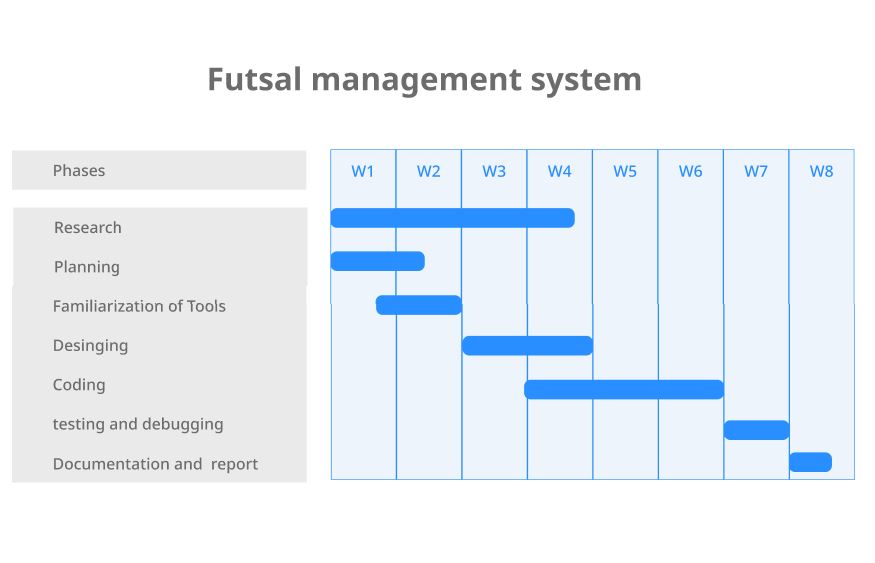 Futsal management system
Phases
W1 W2 W3 W4 W5 W6 W7 W8
Research
Planning
Familiarization of Tools
Desinging
Coding
testing and debugging
Documentation and  report